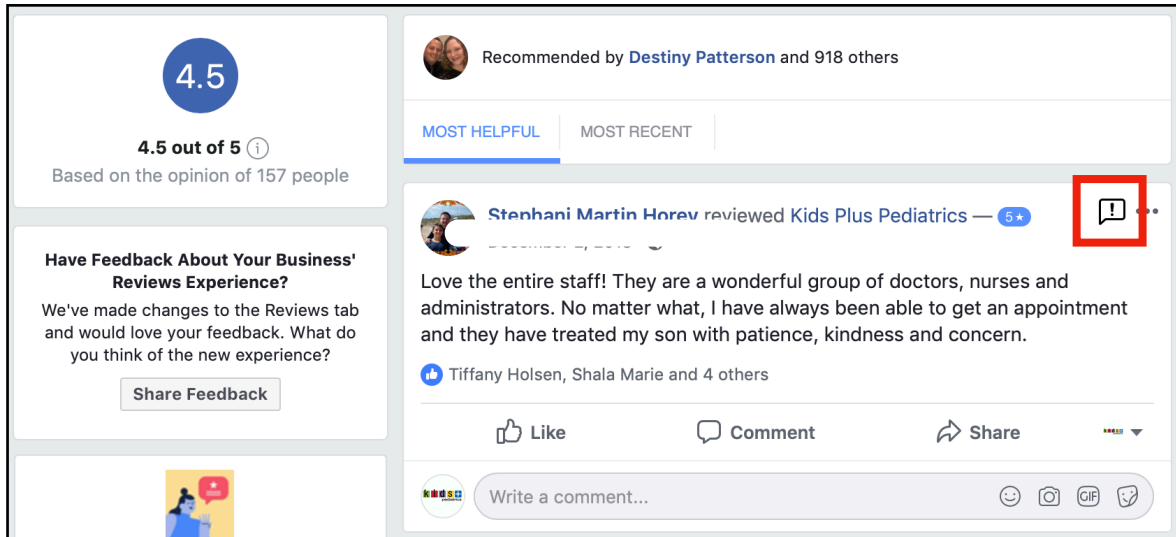 4.5
4.5 out of 5
Based on the opinion of 157 people
Have Feedback About Your Business'
Reviews Experience?
We've made changes to the Reviews tab
and would love your feedback. What do
you think of the new experience?
Share Feedback
Recommended by Destiny Patterson and 918 others
MOST HELPFUL
MOST RECENT
Stephani Martin Horey reviewed Kids Plus Pediatrics — 5★
Love the entire staff! They are a wonderful group of doctors, nurses and
administrators. No matter what, I have always been able to get an appointment
and they have treated my son with patience, kindness and concern.
Tiffany Holsen, Shala Marie and 4 others
Like
Comment
Share
kids+
pediatrics
Write a comment...
GIF